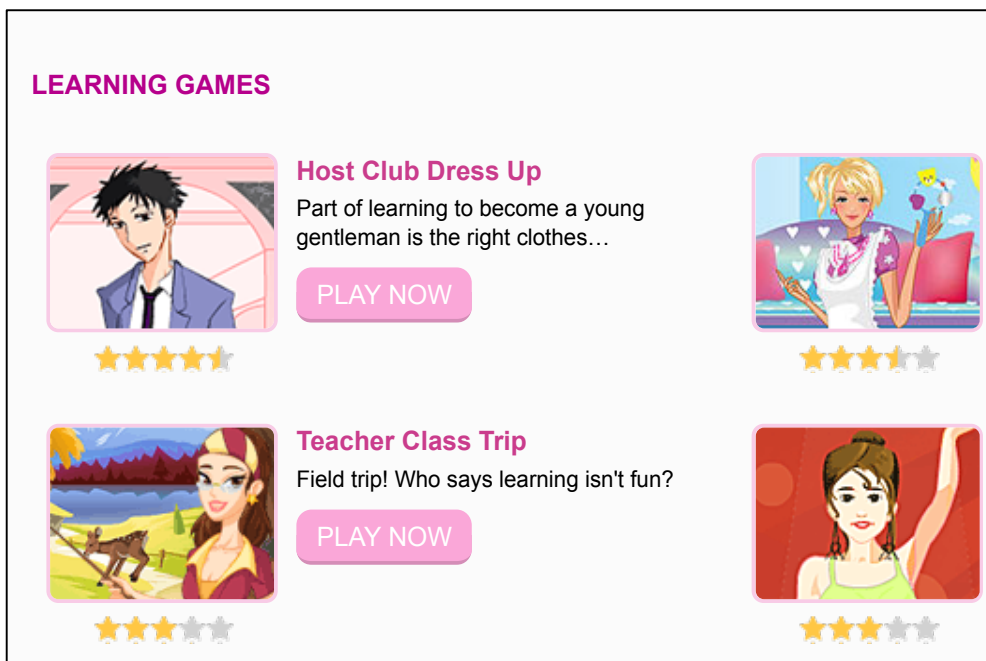 LEARNING GAMES
Host Club Dress Up
Part of learning to become a young
gentleman is the right clothes…
PLAY NOW
Teacher Class Trip
Field trip! Who says learning isn't fun?
PLAY NOW